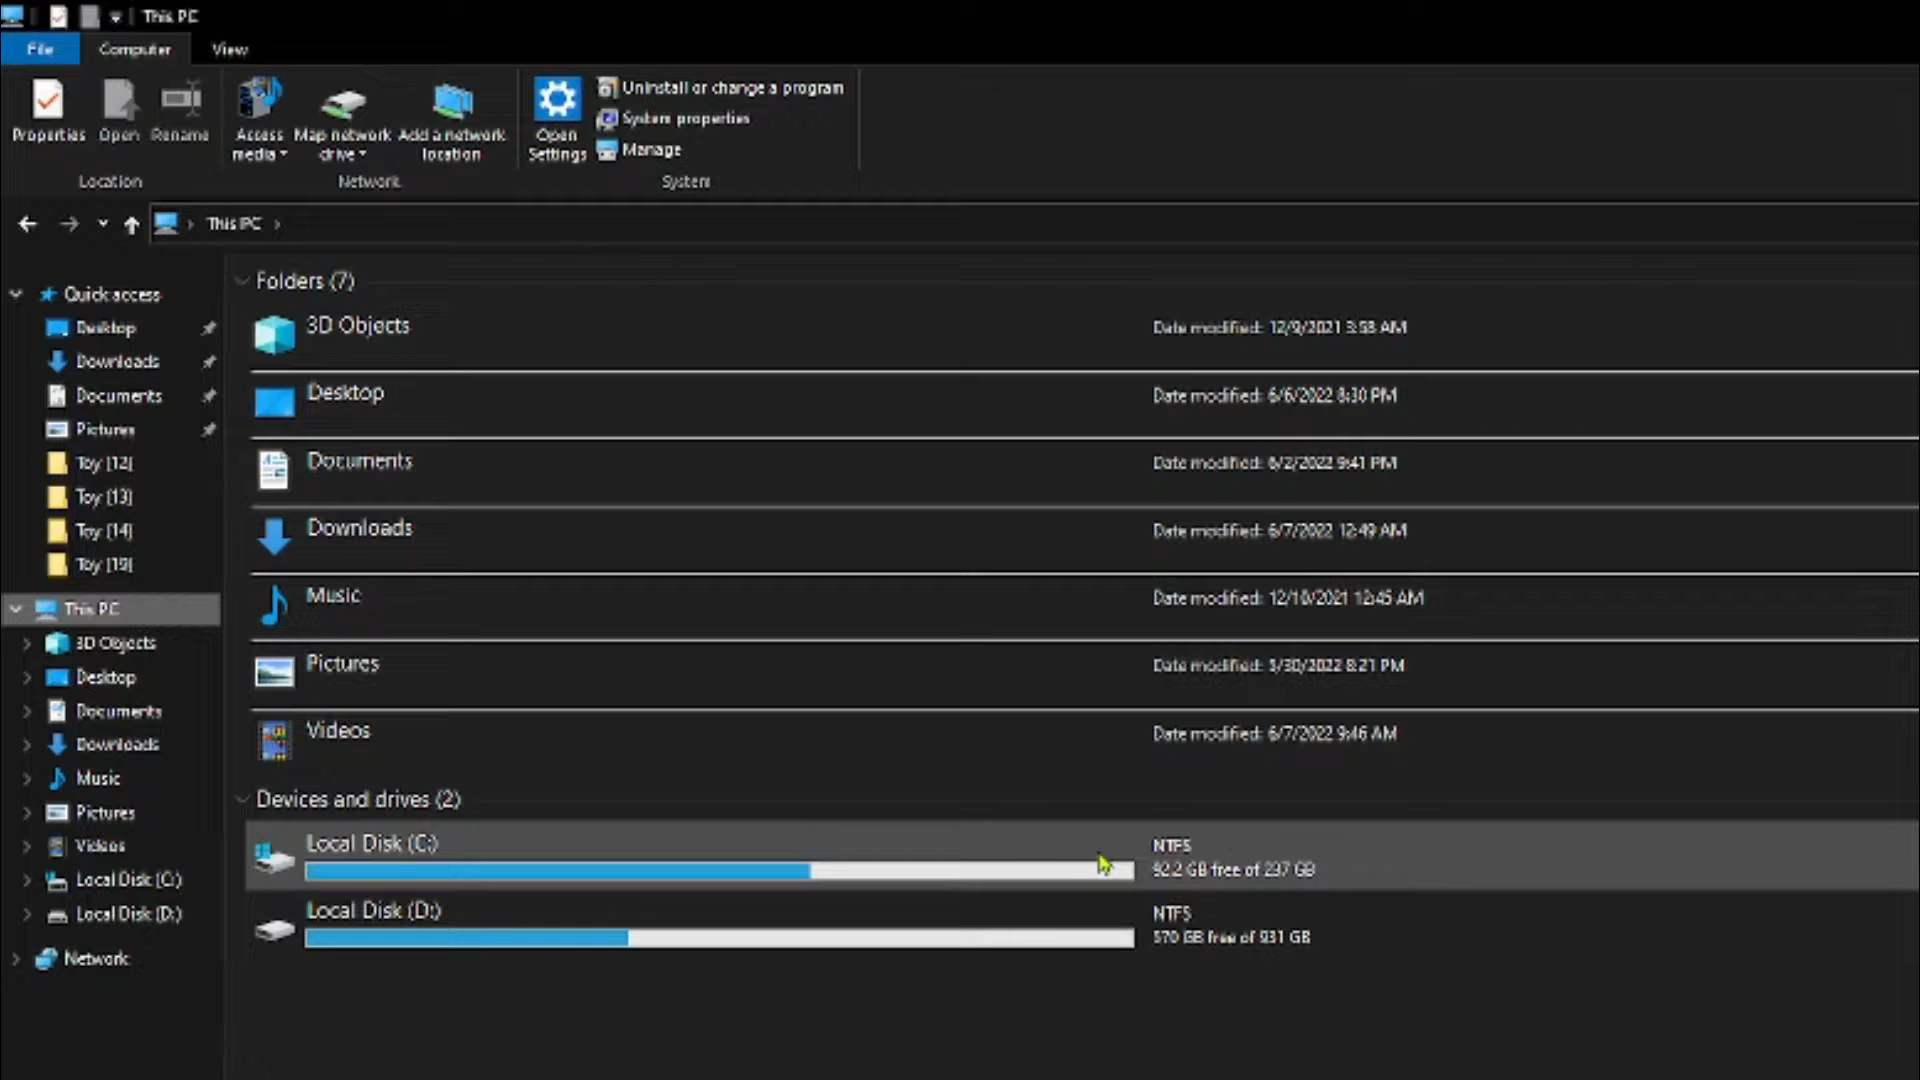 This PC
File Computer View
Properties Open Rename Access media Map network drive Add a network location Open Settings Uninstall or change a program
System properties
Manage
Location Network System
This PC
Quick access
Desktop
Downloads
Documents
Pictures
Toy [12]
Toy [13]
Toy [14]
Toy [19]
This PC
3D Objects
Desktop
Documents
Downloads
Music
Pictures
Videos
Local Disk (C:)
Local Disk (D:)
Network
Folders (7)
3D Objects Date modified: 12/9/2021 3:58 AM
Desktop Date modified: 6/6/2022 8:30 PM
Documents Date modified: 6/2/2022 9:41 PM
Downloads Date modified: 6/7/2022 12:49 AM
Music Date modified: 12/10/2021 12:45 AM
Pictures Date modified: 5/30/2022 8:21 PM
Videos Date modified: 6/7/2022 9:46 AM
Devices and drives (2)
Local Disk (C:) NTFS
92.2 GB free of 237 GB
Local Disk (D:) NTFS
570 GB free of 931 GB